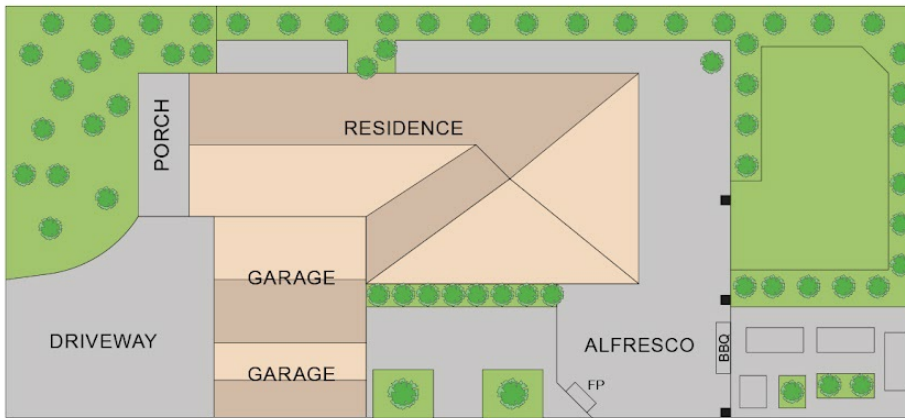 PORCH
RESIDENCE
GARAGE
DRIVEWAY
ALFRESCO
BBQ
GARAGE
FP